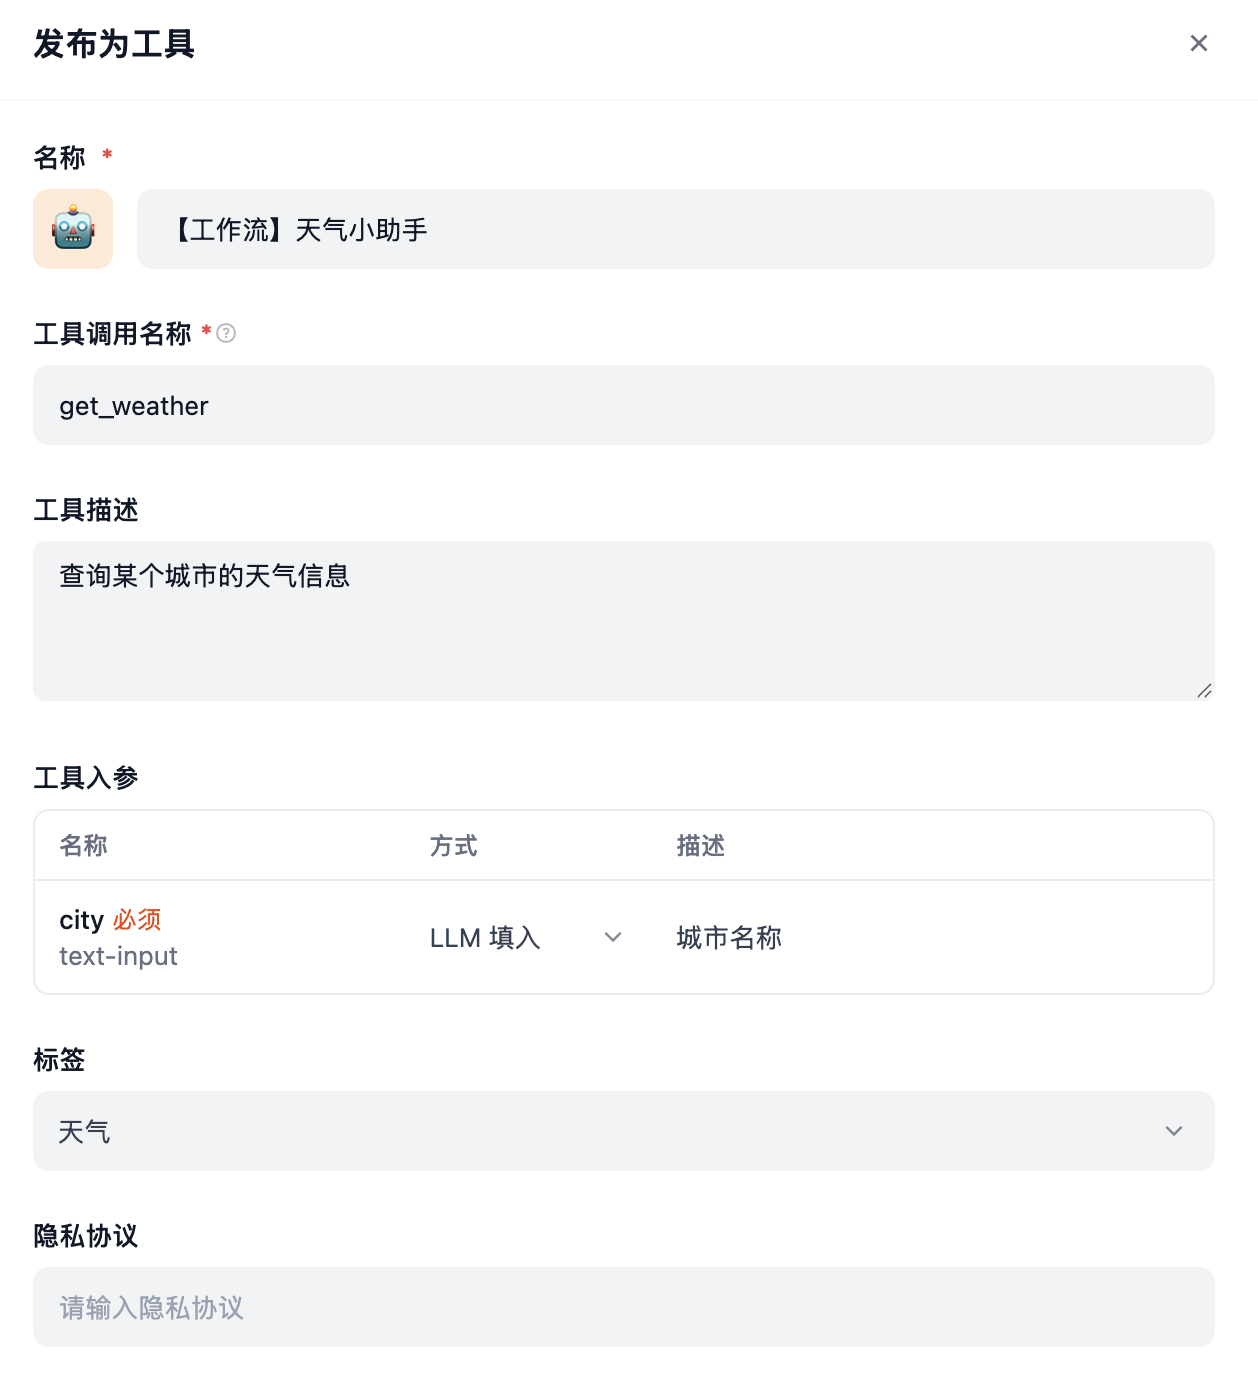 发布为工具
名称 *
【工作流】天气小助手
工具调用名称 *
get_weather
工具描述
查询某个城市的天气信息
工具入参
名称 方式 描述
city 必须 LLM 填入 城市名称
text-input
标签
天气
隐私协议
请输入隐私协议